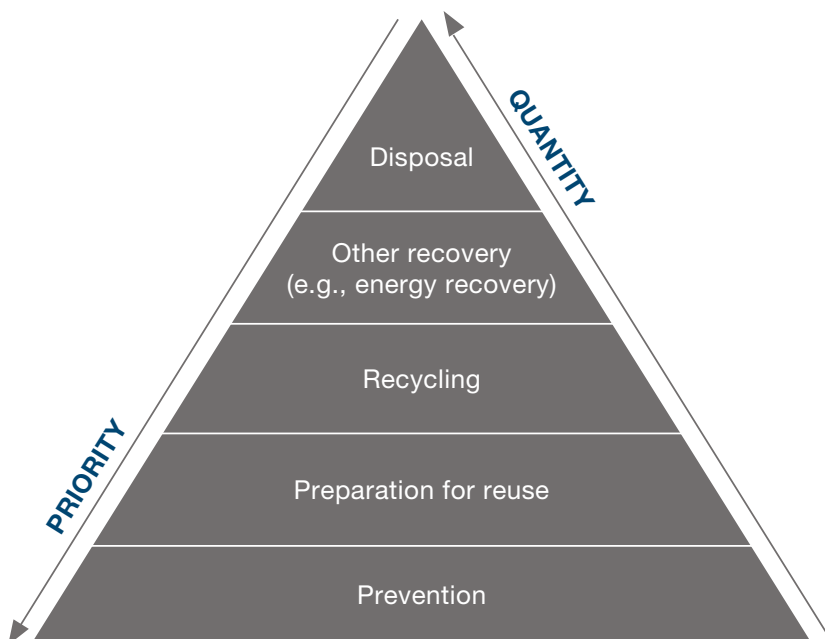 QUANTITY
Disposal
Other recovery
(e.g., energy recovery)
Recycling
PRIORITY
Preparation for reuse
Prevention